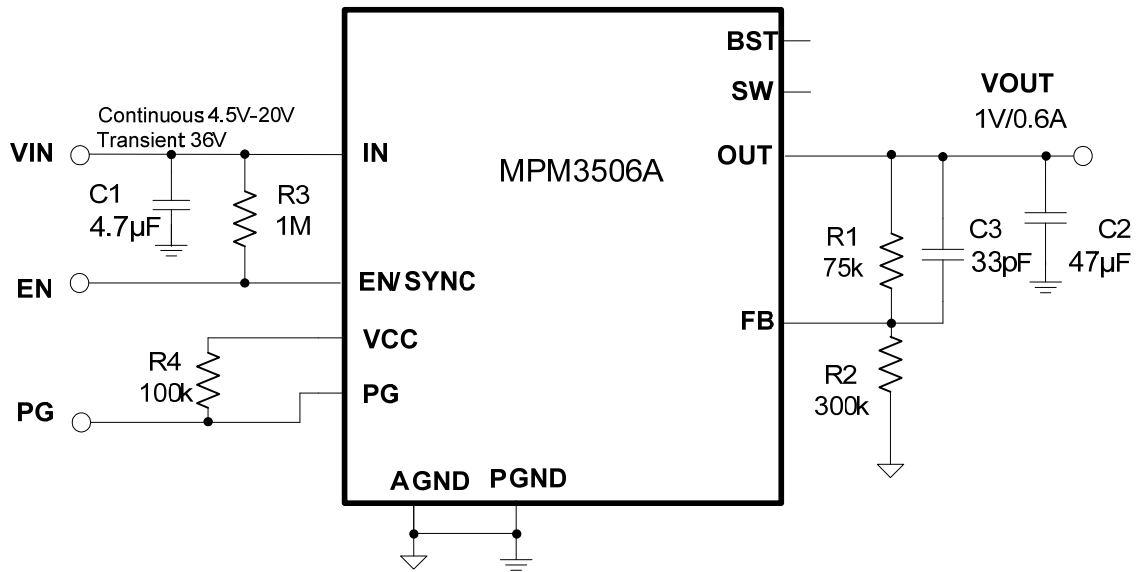 BST
SW
VOUT
1V/0.6A
Continuous 4.5V-20V
Transient 36V
VIN
IN
MPM3506A
OUT
C1
4.7µF
R3
1M
R1
75k
C3
33pF
C2
47µF
EN
EN/SYNC
FB
VCC
R4
100k
PG
PG
R2
300k
AGND
PGND